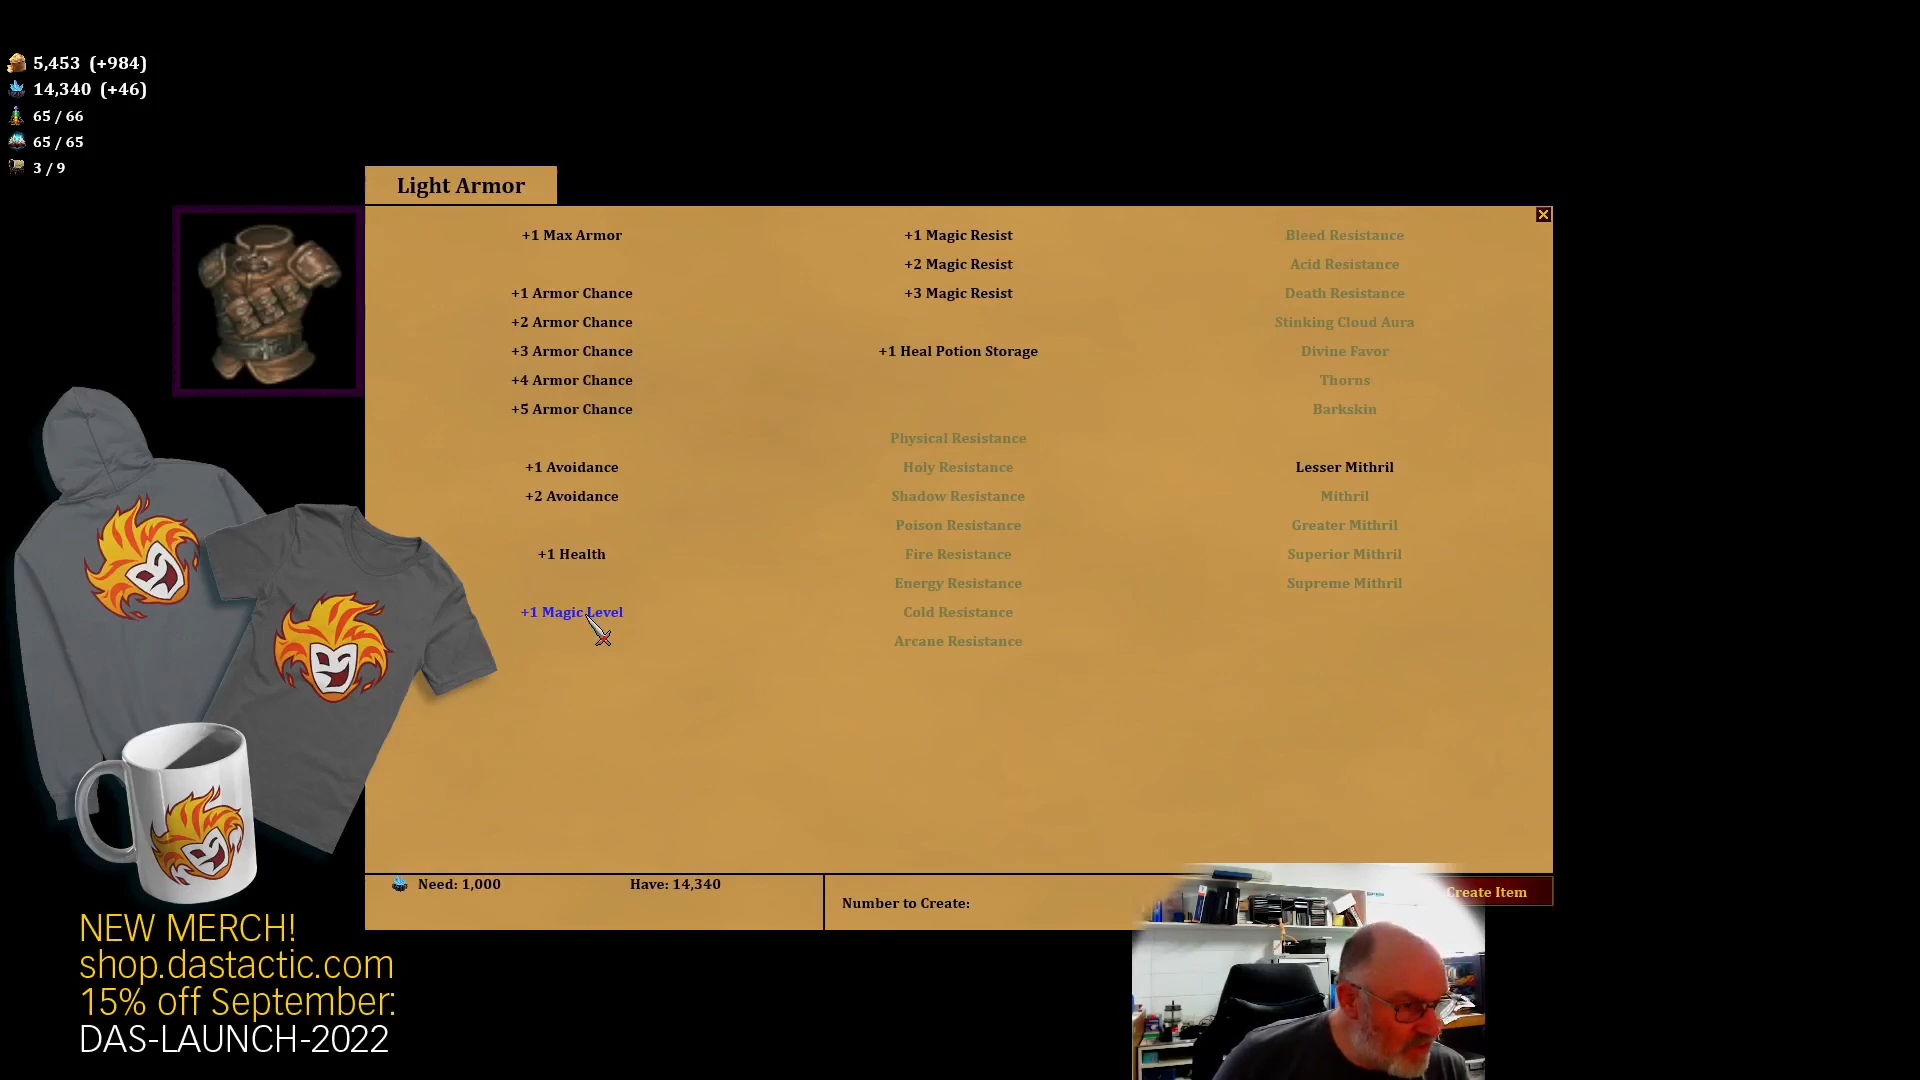 5,453 (+984)
14,340 (+46)
65 / 66
65 / 65
3 / 9
Light Armor
+1 Max Armor
+1 Armor Chance
+2 Armor Chance
+3 Armor Chance
+4 Armor Chance
+5 Armor Chance
+1 Avoidance
+2 Avoidance
+1 Health
+1 Magic Level
+1 Magic Resist
+2 Magic Resist
+3 Magic Resist
+1 Heal Potion Storage
Physical Resistance
Holy Resistance
Shadow Resistance
Poison Resistance
Fire Resistance
Energy Resistance
Cold Resistance
Arcane Resistance
Bleed Resistance
Acid Resistance
Death Resistance
Stinking Cloud Aura
Divine Favor
Thorns
Barkskin
Lesser Mithril
Mithril
Greater Mithril
Superior Mithril
Supreme Mithril
Need: 1,000
Have: 14,340
Number to Create:
Create Item
NEW MERCH!
shop.dastactic.com
15% off September:
DAS-LAUNCH-2022